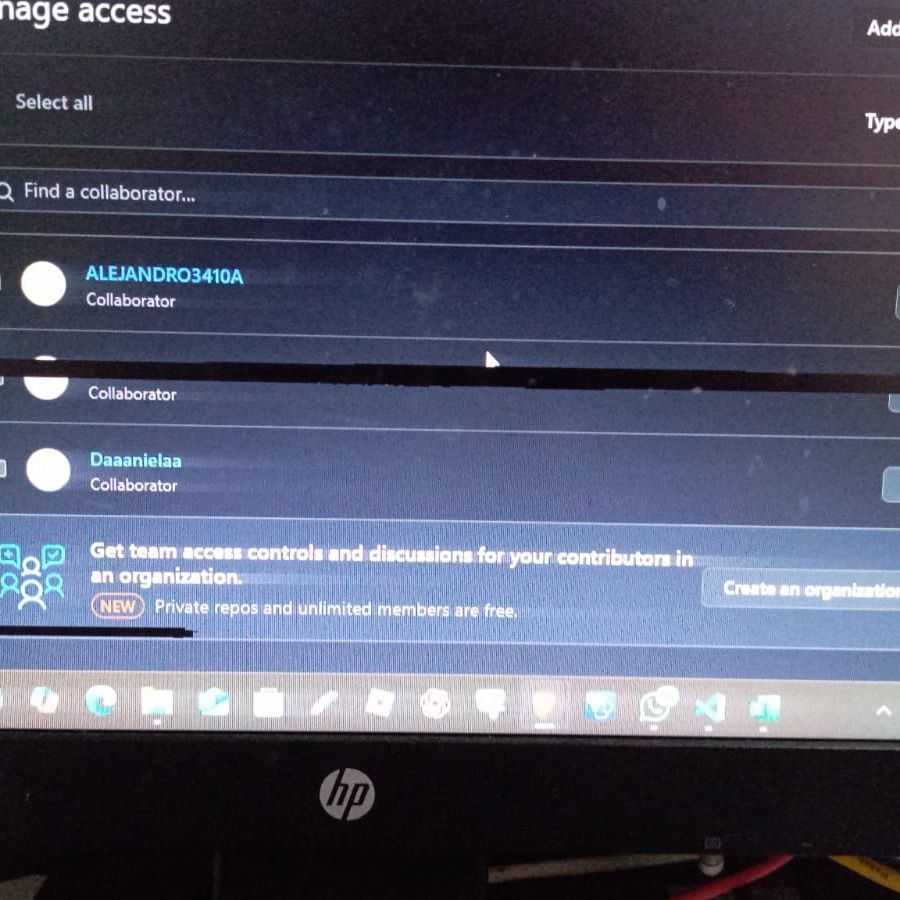 nage access
Add
Select all
Type
Find a collaborator...
ALEJANDRO3410A
Collaborator
Collaborator
Daaanielaa
Collaborator
Get team access controls and discussions for your contributors in
an organization.
Create an organization
NEW Private repos and unlimited members are free.
hp